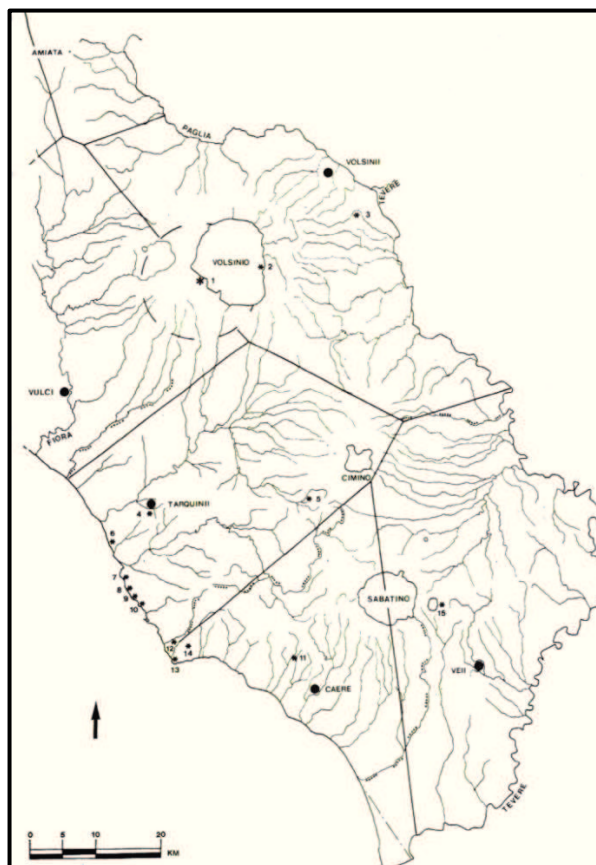 AMIATA
PAGLIA
VOLSINII
TEVERE
3
VOLSINIO
2
1
VULCI
FIORA
CIMINO
5
TARQUINII
4
6
7
8
9
10
SABATINO
15
12
14
13
11
VEII
CAERE
TEVERE
0 5 10 20
KM